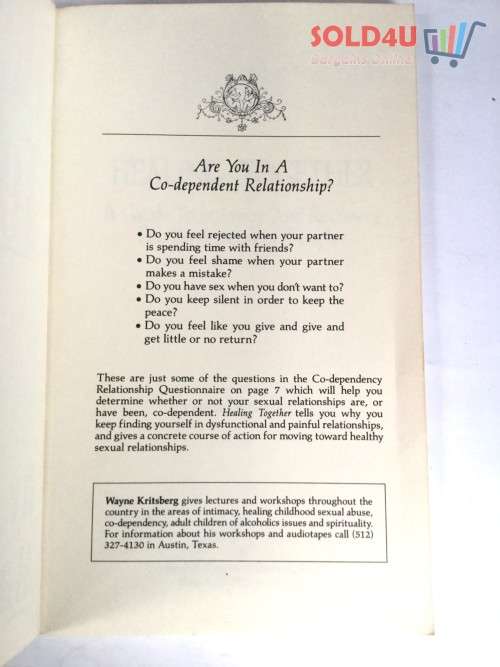 SOLD4U
Bargains Online
Are You In A
Co-dependent Relationship?
• Do you feel rejected when your partner
is spending time with friends?
• Do you feel shame when your partner
makes a mistake?
• Do you have sex when you don't want to?
• Do you keep silent in order to keep the
peace?
• Do you feel like you give and give and
get little or no return?
These are just some of the questions in the Co-dependency
Relationship Questionnaire on page 7 which will help you
determine whether or not your sexual relationships are, or
have been, co-dependent. Healing Together tells you why you
keep finding yourself in dysfunctional and painful relationships,
and gives a concrete course of action for moving toward healthy
sexual relationships.
Wayne Kritsberg gives lectures and workshops throughout the
country in the areas of intimacy, healing childhood sexual abuse,
co-dependency, adult children of alcoholics issues and spirituality.
For information about his workshops and audiotapes call (512)
327-4130 in Austin, Texas.